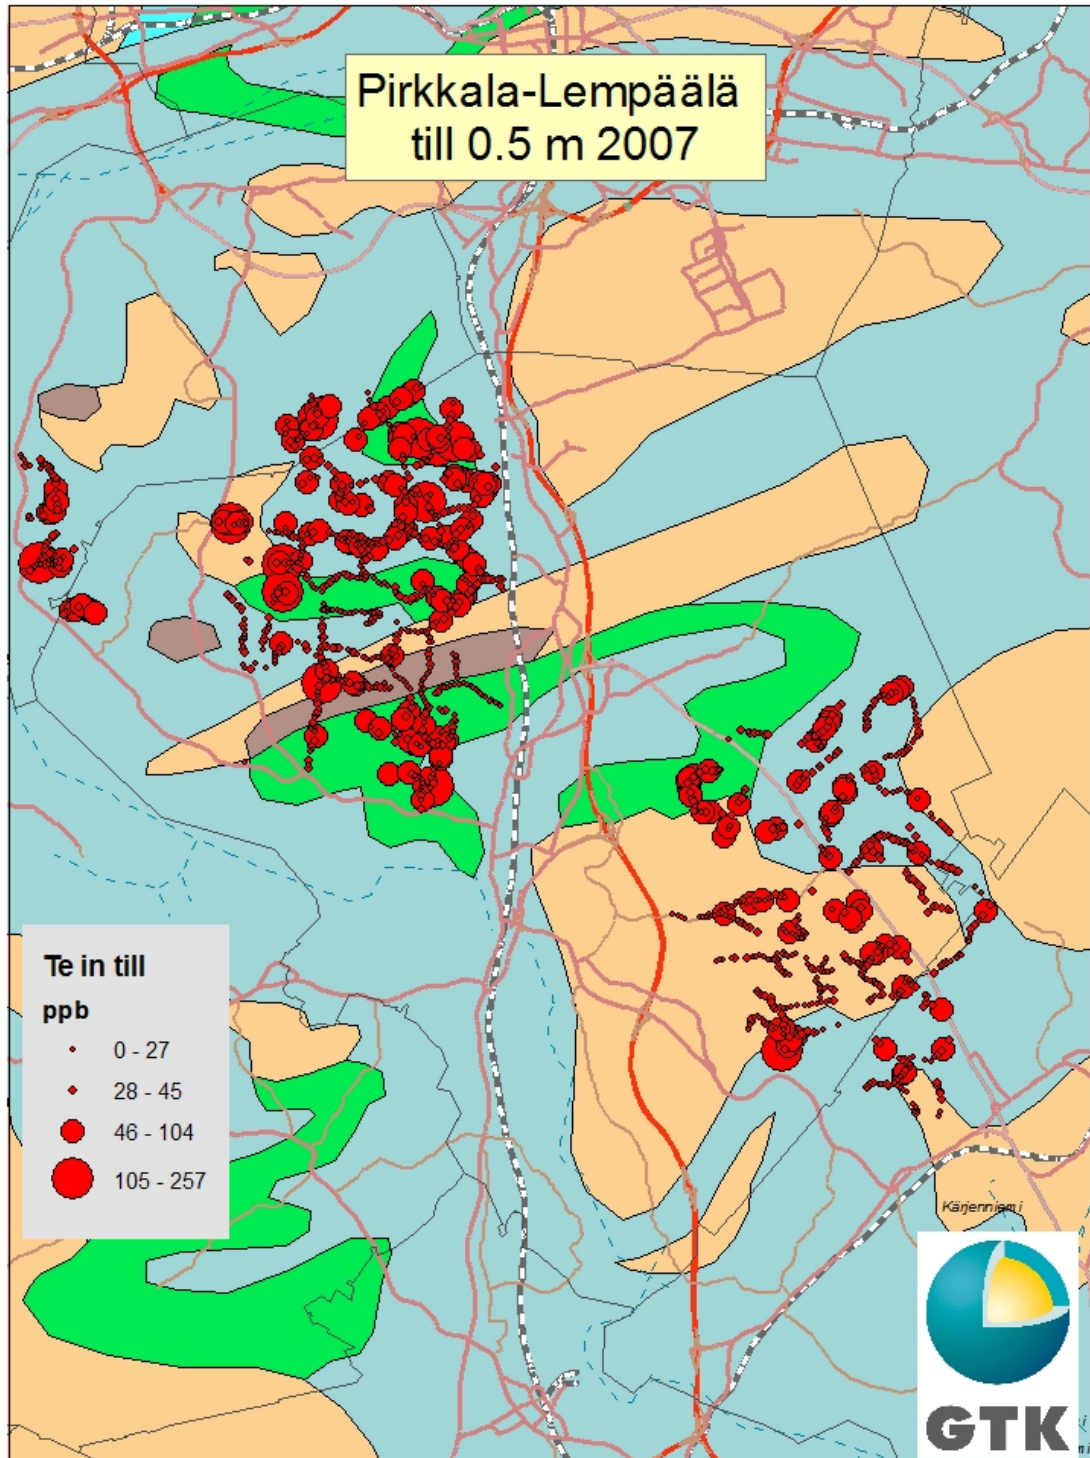 Pirkkala-Lempäälä
till 0.5 m 2007
Te in till
ppb
0 - 27
28 - 45
46 - 104
105 - 257
Kärjenniemi
GTK